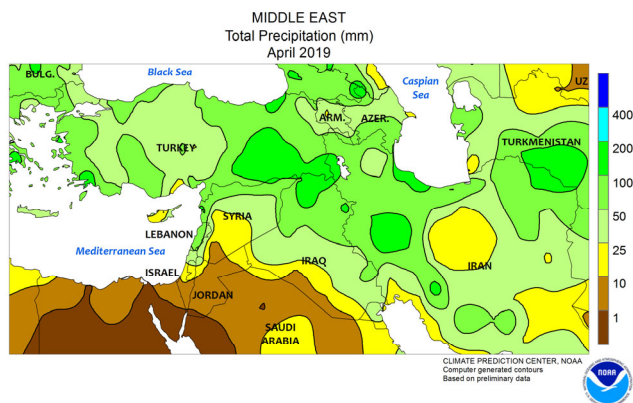 MIDDLE EAST
Total Precipitation (mm)
April 2019
BULG.
Black Sea
Caspian
Sea
UZ
ARM.
AZER.
TURKEY
TURKMENISTAN
SYRIA
LEBANON
Mediterranean Sea
ISRAEL
IRAQ
IRAN
JORDAN
SAUDI
ARABIA
400
200
100
50
25
10
1
CLIMATE PREDICTION CENTER, NOAA
Computer generated contours
Based on preliminary data
NOAA